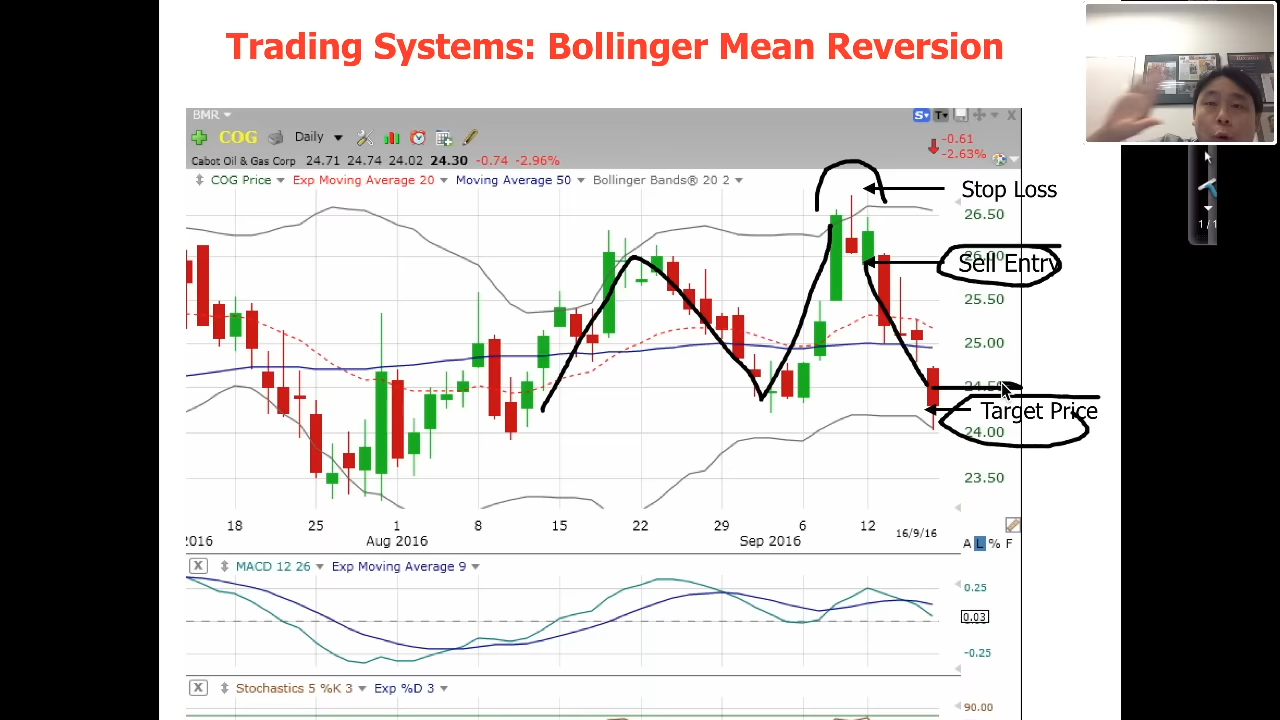 Trading Systems: Bollinger Mean Reversion
BMR
S T X
COG Daily
-0.61
-2.63%
Cabot Oil & Gas Corp 24.71 24.74 24.02 24.30 -0.74 -2.96%
COG Price Exp Moving Average 20 Moving Average 50 Bollinger Bands® 20 2
Stop Loss
26.50
26.00
Sell Entry
25.50
25.00
24.50
Target Price
24.00
23.50
18 25 1 8 15 22 29 6 12 16/9/16
2016 Aug 2016 Sep 2016
A L % F
X MACD 12 26 Exp Moving Average 9
0.25
0.03
-0.25
X Stochastics 5 %K 3 Exp %D 3
90.00